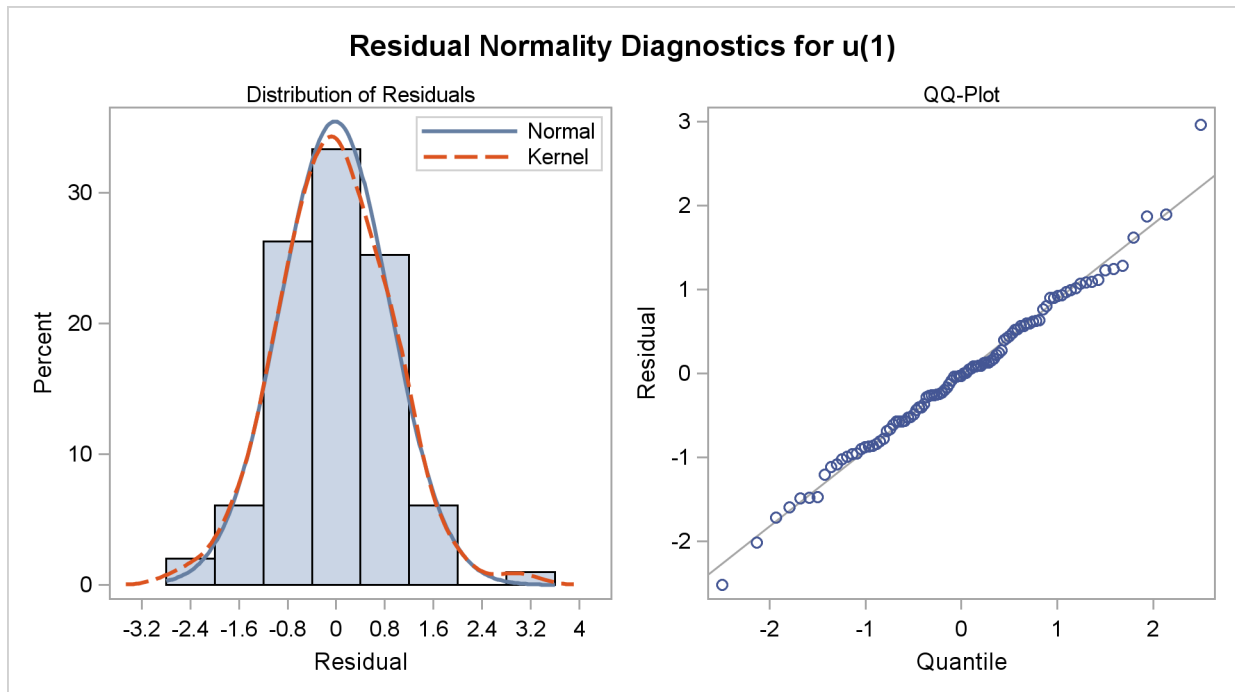 Residual Normality Diagnostics for u(1)
Distribution of Residuals
Normal
Kernel
Percent
30
20
10
0
-3.2 -2.4 -1.6 -0.8 0 0.8 1.6 2.4 3.2 4
Residual
QQ-Plot
Residual
3
2
1
0
-1
-2
-2 -1 0 1 2
Quantile